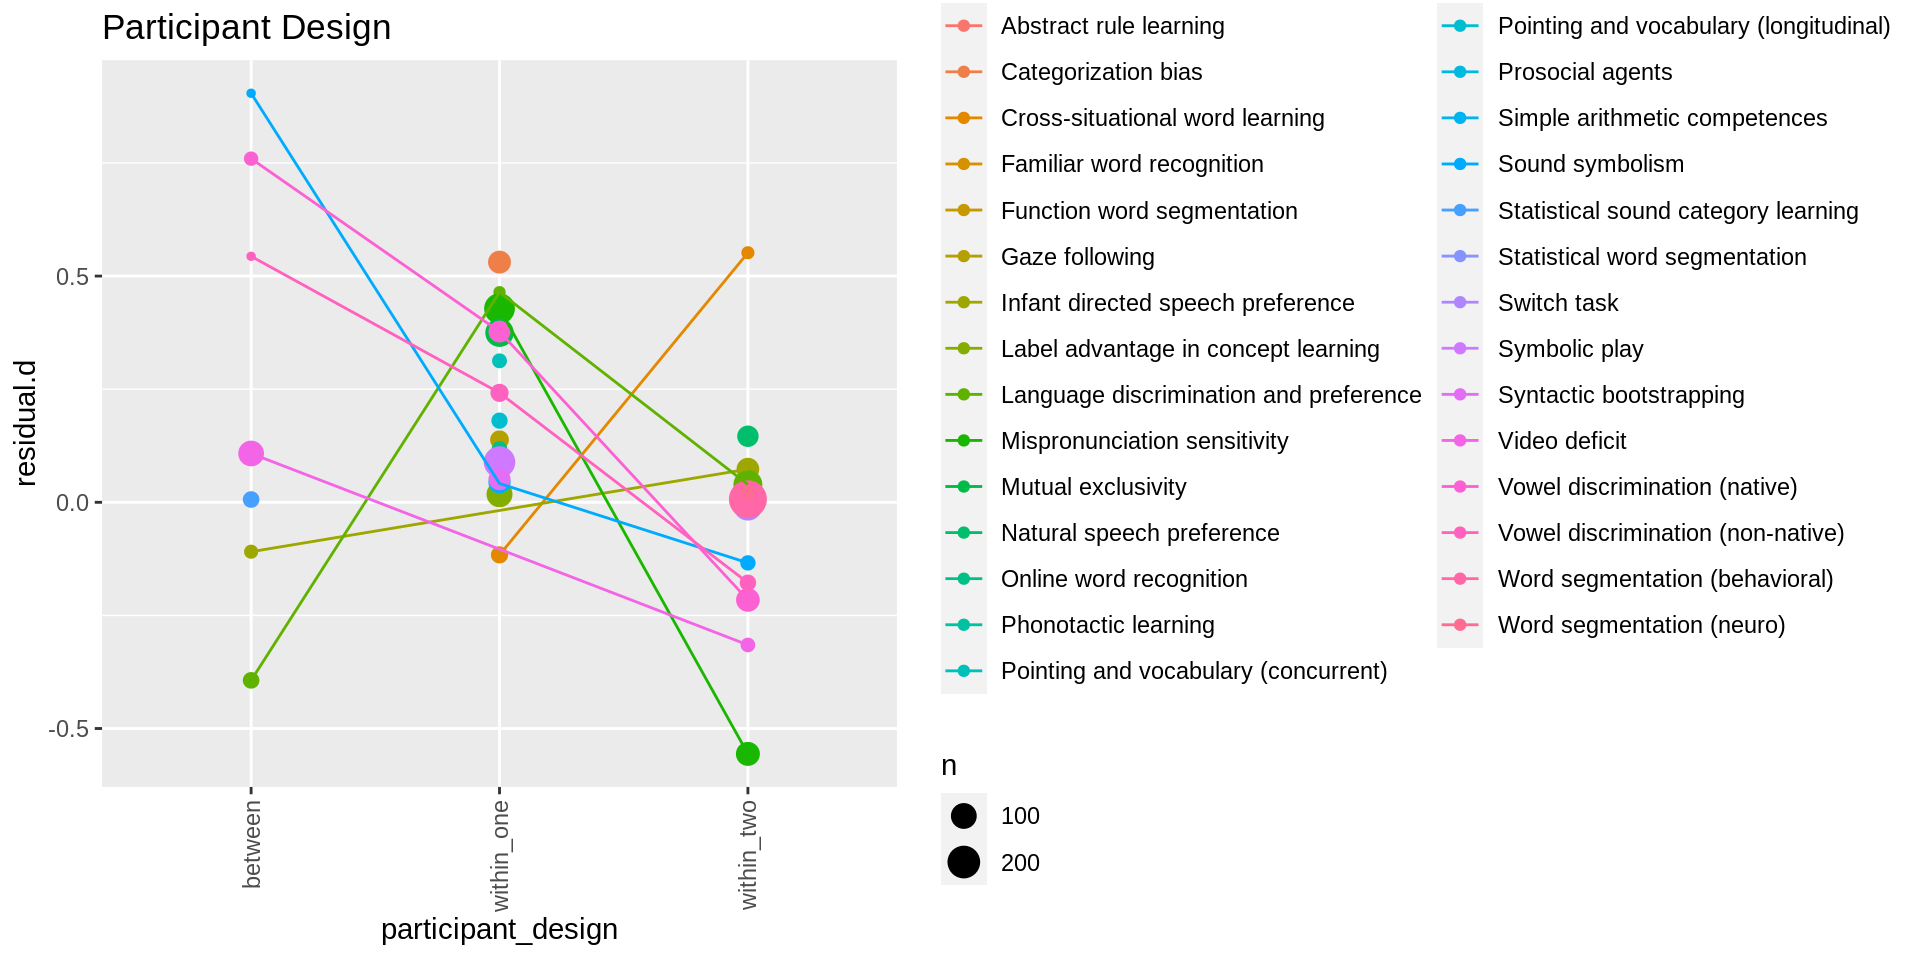 Participant Design
residual.d
0.5
0.0
-0.5
between
within_one
within_two
participant_design
Abstract rule learning
Categorization bias
Cross-situational word learning
Familiar word recognition
Function word segmentation
Gaze following
Infant directed speech preference
Label advantage in concept learning
Language discrimination and preference
Mispronunciation sensitivity
Mutual exclusivity
Natural speech preference
Online word recognition
Phonotactic learning
Pointing and vocabulary (concurrent)
Pointing and vocabulary (longitudinal)
Prosocial agents
Simple arithmetic competences
Sound symbolism
Statistical sound category learning
Statistical word segmentation
Switch task
Symbolic play
Syntactic bootstrapping
Video deficit
Vowel discrimination (native)
Vowel discrimination (non-native)
Word segmentation (behavioral)
Word segmentation (neuro)
n
100
200